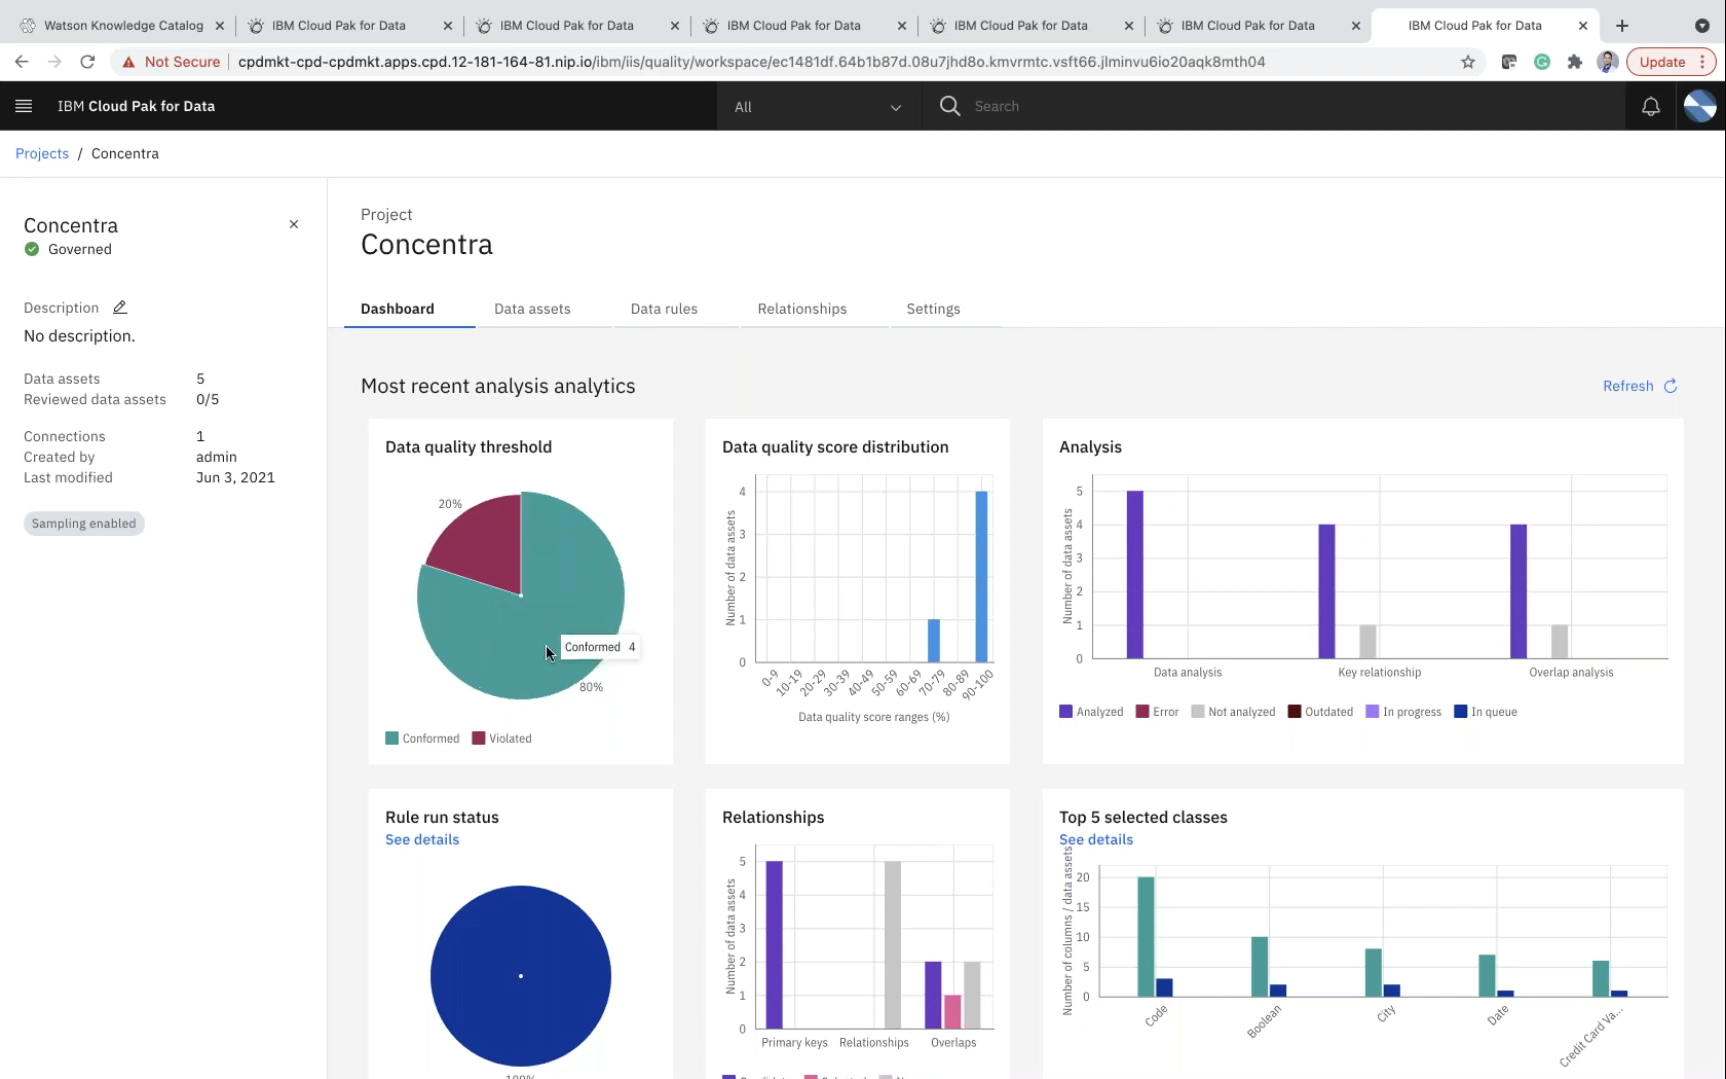 Watson Knowledge Catalog
IBM Cloud Pak for Data
IBM Cloud Pak for Data
IBM Cloud Pak for Data
IBM Cloud Pak for Data
IBM Cloud Pak for Data
IBM Cloud Pak for Data
Not Secure
cpdmkt-cpd-cpdmkt.apps.cpd.12-181-164-81.nip.io/ibm/iis/quality/workspace/ec1481df.64b1b87d.08u7jhd8o.kmvrmtc.vsft66.jlminvu6io20aqk8mth04
Update
IBM Cloud Pak for Data
All
Search
Projects / Concentra
Concentra
Governed
Description
No description.
Data assets 5
Reviewed data assets 0/5
Connections 1
Created by admin
Last modified Jun 3, 2021
Sampling enabled
Project
Concentra
Dashboard Data assets Data rules Relationships Settings
Most recent analysis analytics
Refresh
Data quality threshold
20%
Conformed 4
80%
Conformed Violated
Data quality score distribution
Number of data assets
4
3
2
1
0
0-9 10-19 20-29 30-39 40-49 50-59 60-69 70-79 80-89 90-100
Data quality score ranges (%)
Analysis
Number of data assets
5
4
3
2
1
0
Data analysis Key relationship Overlap analysis
Analyzed Error Not analyzed Outdated In progress In queue
Rule run status
See details
Relationships
Number of data assets
5
4
3
2
1
0
Primary keys Relationships Overlaps
Top 5 selected classes
See details
Number of columns / data assets
20
15
10
5
0
Code Boolean City Date Credit Card Va...